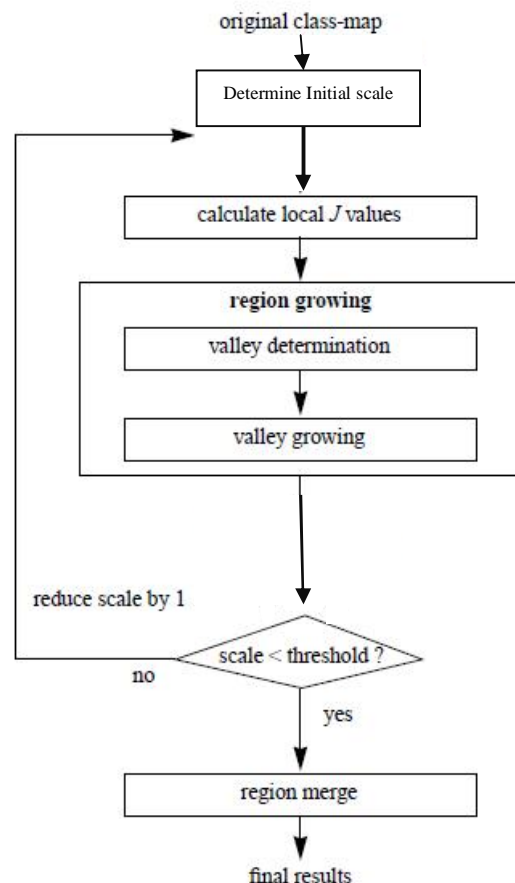 original class-map
Determine Initial scale
calculate local J values
region growing
valley determination
valley growing
reduce scale by 1
scale < threshold ?
no
yes
region merge
final results